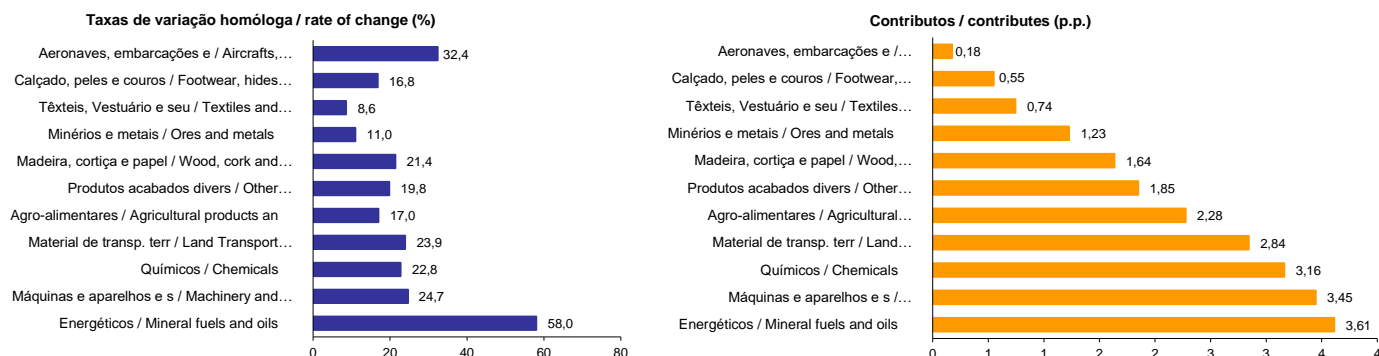 Taxas de variação homóloga / rate of change (%)
Aeronaves, embarcações e / Aircrafts,… 32,4
Calçado, peles e couros / Footwear, hides… 16,8
Têxteis, Vestuário e seu / Textiles and… 8,6
Minérios e metais / Ores and metals 11,0
Madeira, cortiça e papel / Wood, cork and… 21,4
Produtos acabados divers / Other… 19,8
Agro-alimentares / Agricultural products an 17,0
Material de transp. terr / Land Transport… 23,9
Químicos / Chemicals 22,8
Máquinas e aparelhos e s / Machinery and… 24,7
Energéticos / Mineral fuels and oils 58,0
0 20 40 60 80
Contributos / contributes (p.p.)
Aeronaves, embarcações e /… 0,18
Calçado, peles e couros / Footwear,… 0,55
Têxteis, Vestuário e seu / Textiles… 0,74
Minérios e metais / Ores and metals 1,23
Madeira, cortiça e papel / Wood,… 1,64
Produtos acabados divers / Other… 1,85
Agro-alimentares / Agricultural… 2,28
Material de transp. terr / Land… 2,84
Químicos / Chemicals 3,16
Máquinas e aparelhos e s /… 3,45
Energéticos / Mineral fuels and oils 3,61
0 1 1 2 2 3 3 4 4